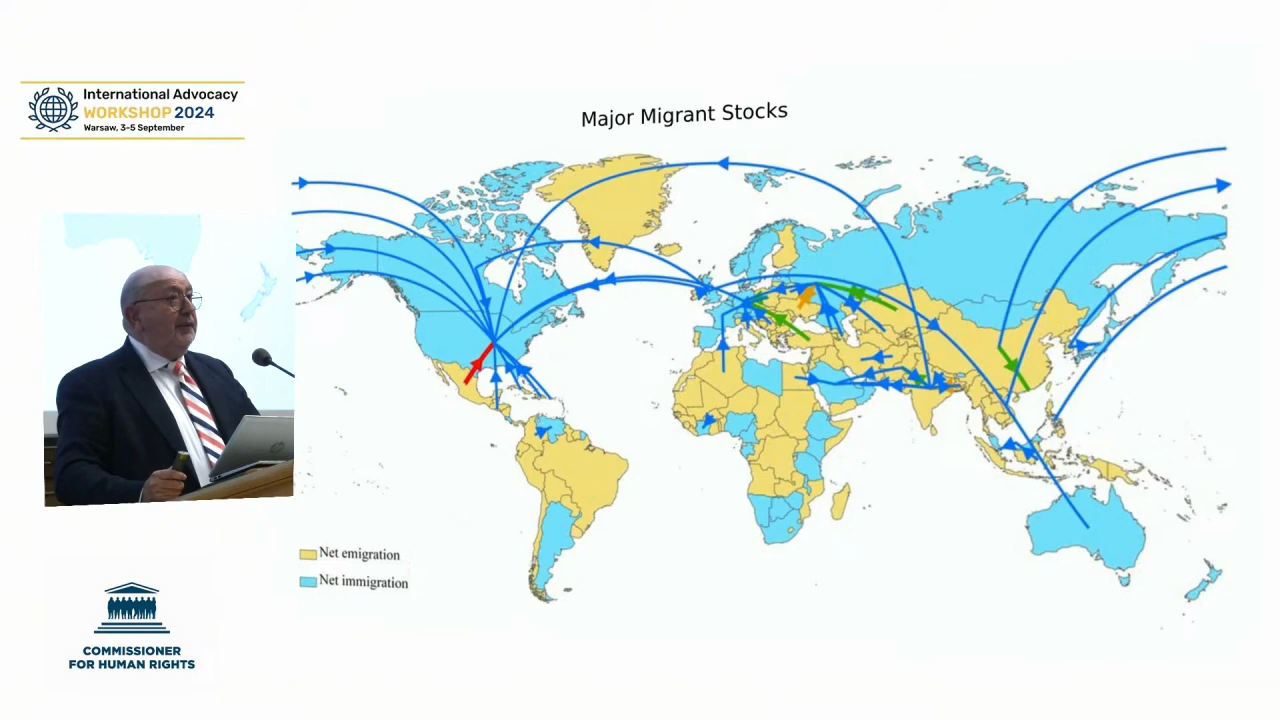 International Advocacy
WORKSHOP 2024
Warsaw, 3-5 September
Major Migrant Stocks
Net emigration
Net immigration
COMMISSIONER
FOR HUMAN RIGHTS